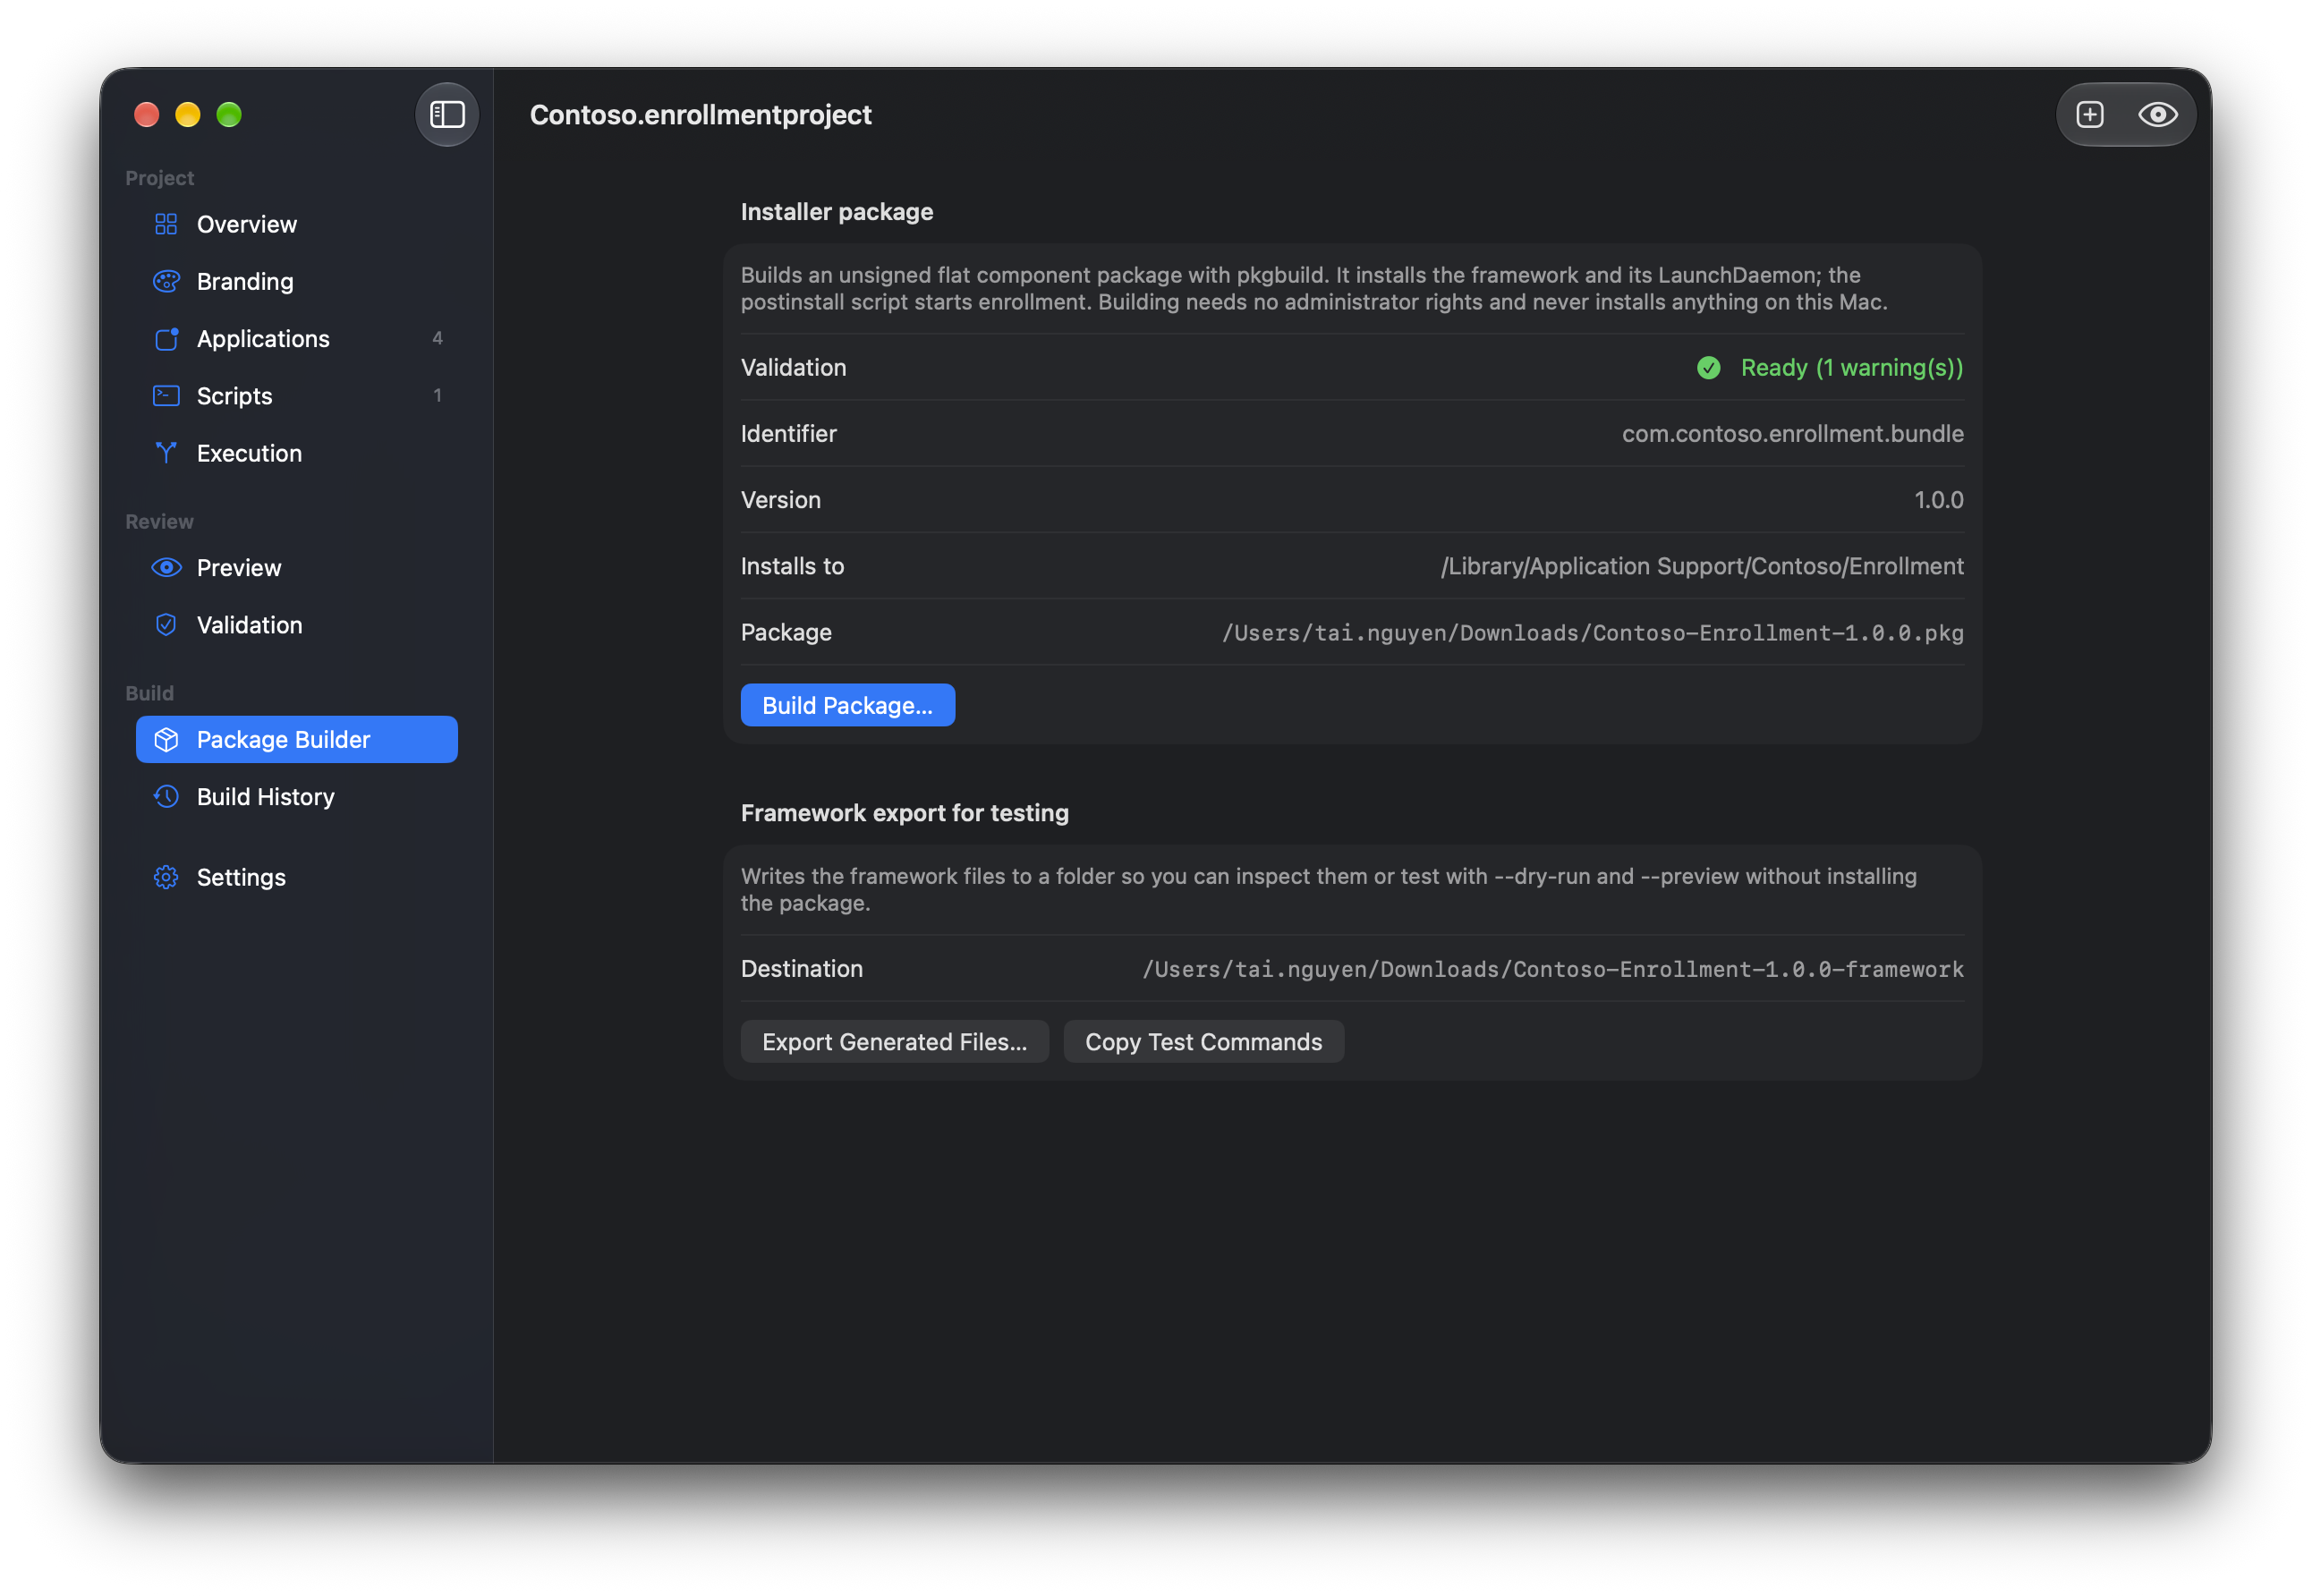 Contoso.enrollmentproject
Project
Overview
Branding
Applications 4
Scripts 1
Execution
Review
Preview
Validation
Build
Package Builder
Build History
Settings
Installer package
Builds an unsigned flat component package with pkgbuild. It installs the framework and its LaunchDaemon; the
postinstall script starts enrollment. Building needs no administrator rights and never installs anything on this Mac.
Validation Ready (1 warning(s))
Identifier com.contoso.enrollment.bundle
Version 1.0.0
Installs to /Library/Application Support/Contoso/Enrollment
Package /Users/tai.nguyen/Downloads/Contoso-Enrollment-1.0.0.pkg
Build Package...
Framework export for testing
Writes the framework files to a folder so you can inspect them or test with --dry-run and --preview without installing
the package.
Destination /Users/tai.nguyen/Downloads/Contoso-Enrollment-1.0.0-framework
Export Generated Files... Copy Test Commands